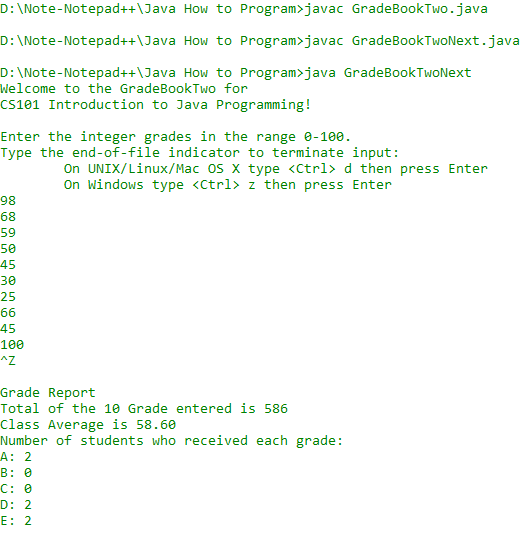 D:\Note-Notepad++\Java How to Program>javac GradeBookTwo.java
D:\Note-Notepad++\Java How to Program>javac GradeBookTwoNext.java
D:\Note-Notepad++\Java How to Program>java GradeBookTwoNext
Welcome to the GradeBookTwo for
CS101 Introduction to Java Programming!
Enter the integer grades in the range 0-100.
Type the end-of-file indicator to terminate input:
On UNIX/Linux/Mac OS X type <Ctrl> d then press Enter
On Windows type <Ctrl> z then press Enter
98
68
59
50
45
30
25
66
45
100
^Z
Grade Report
Total of the 10 Grade entered is 586
Class Average is 58.60
Number of students who received each grade:
A: 2
B: 0
C: 0
D: 2
E: 2